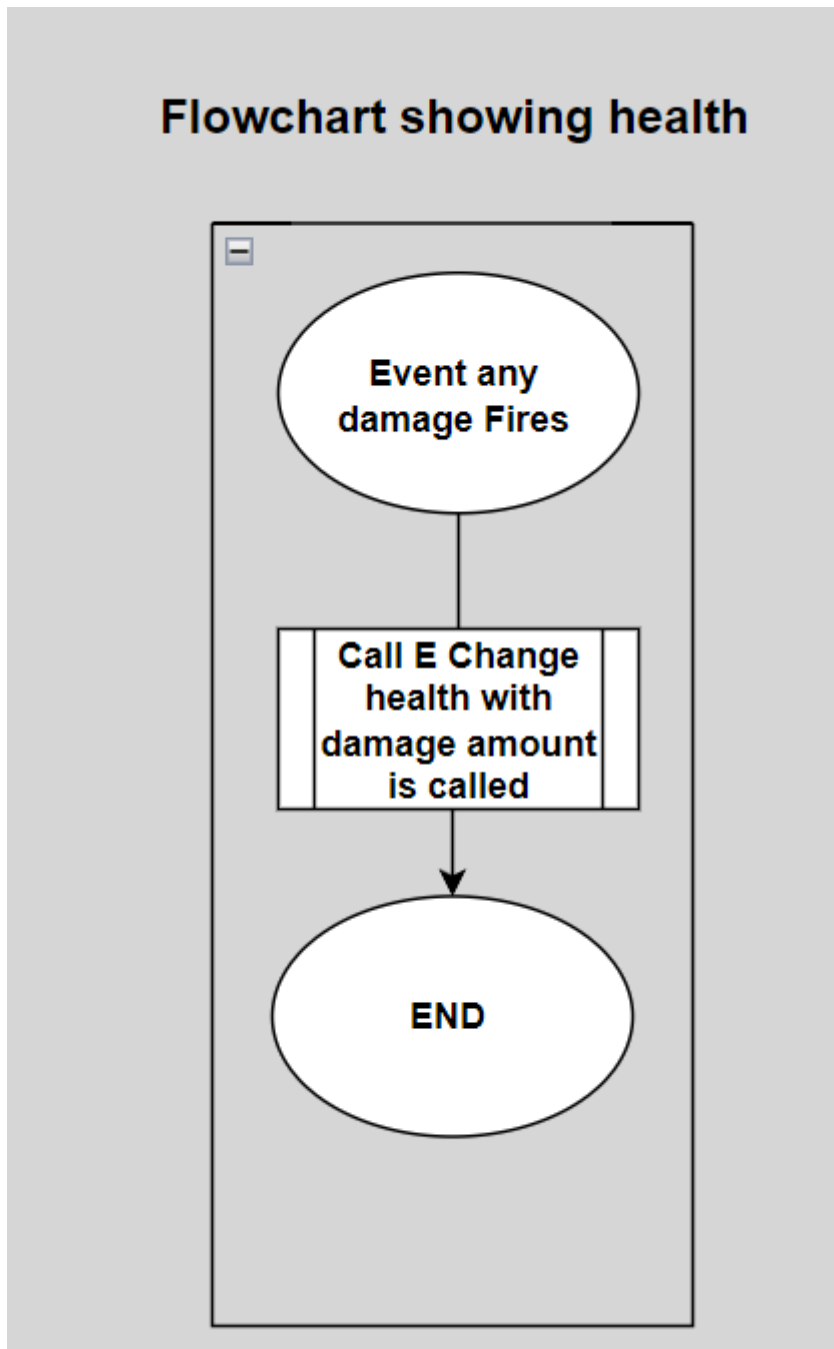 Flowchart showing health
Event any
damage Fires
Call E Change
health with
damage amount
is called
END